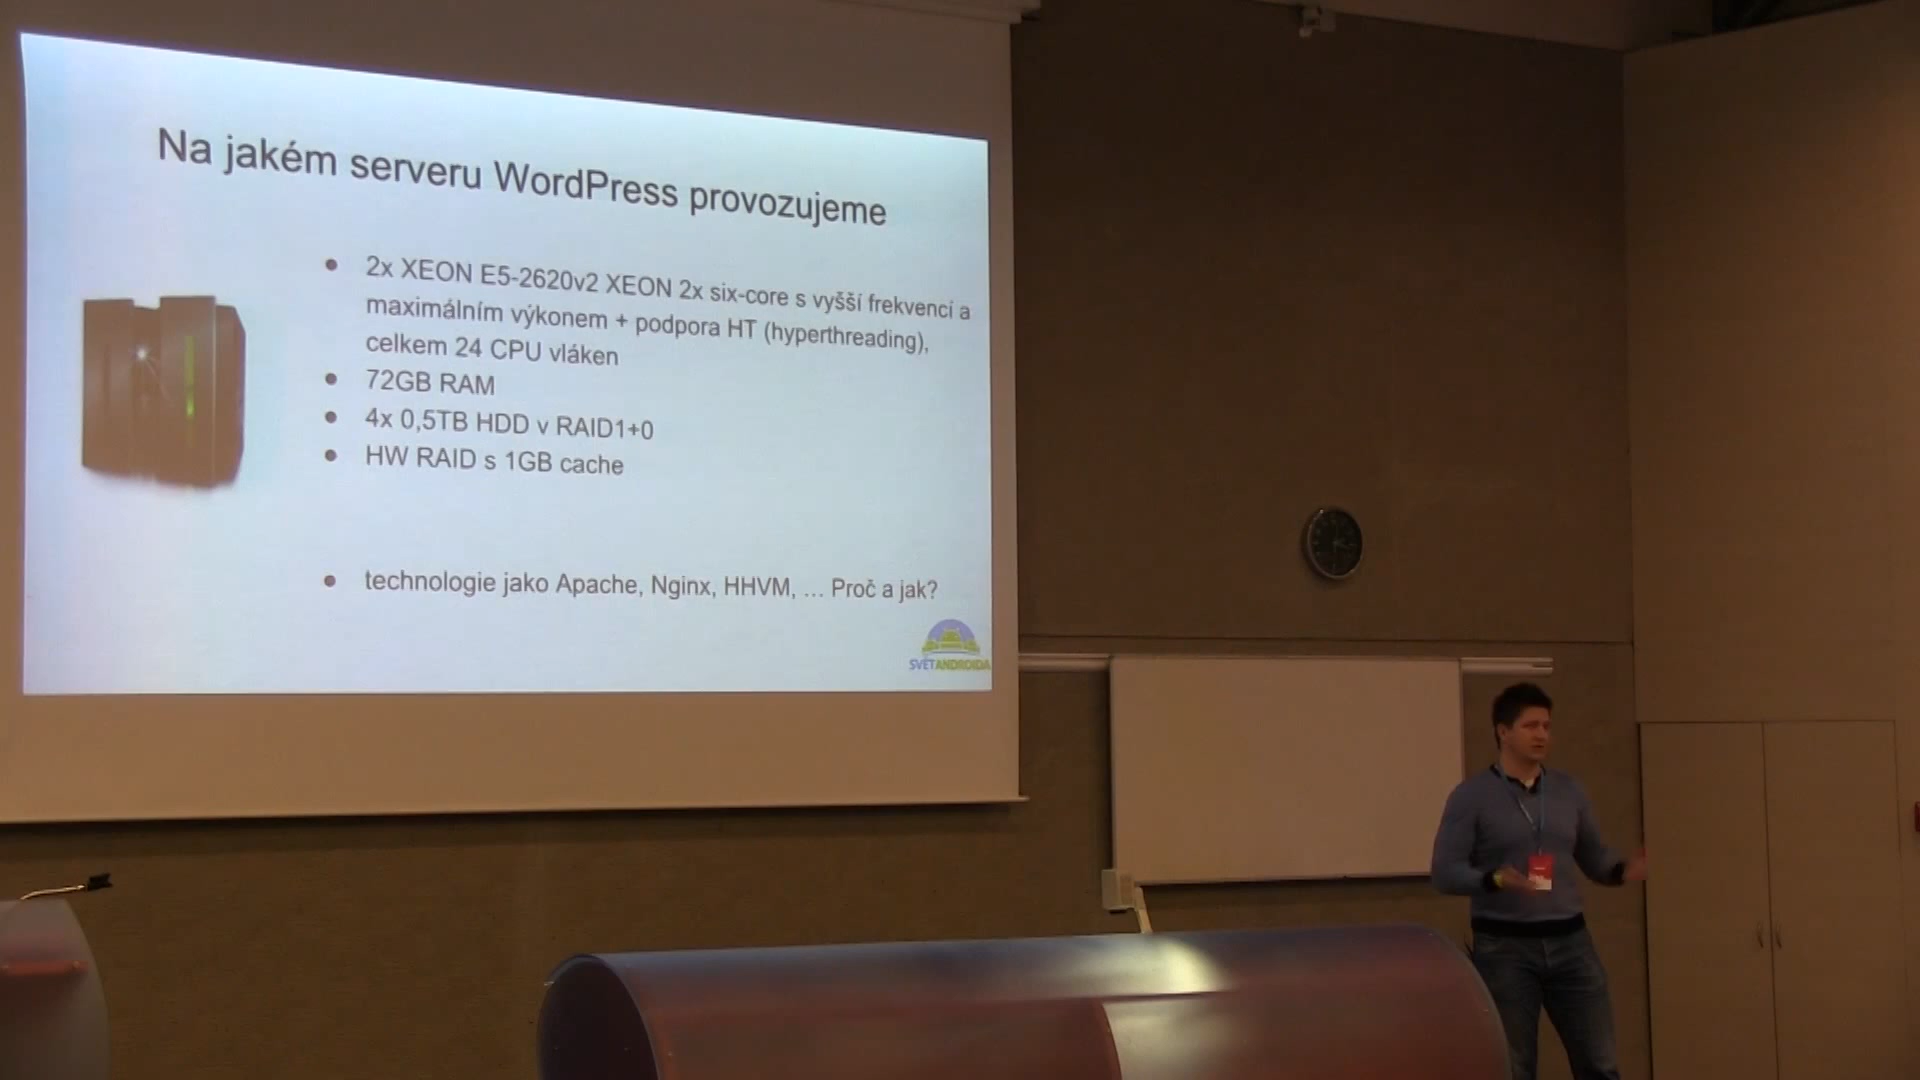 Na jakém serveru WordPress provozujeme
2x XEON E5-2620v2 XEON 2x six-core s vyšší frekvencí a
maximálním výkonem + podpora HT (hyperthreading),
celkem 24 CPU vláken
72GB RAM
4x 0,5TB HDD v RAID1+0
HW RAID s 1GB cache
technologie jako Apache, Nginx, HHVM, ... Proč a jak?
SVĚTANDROIDA